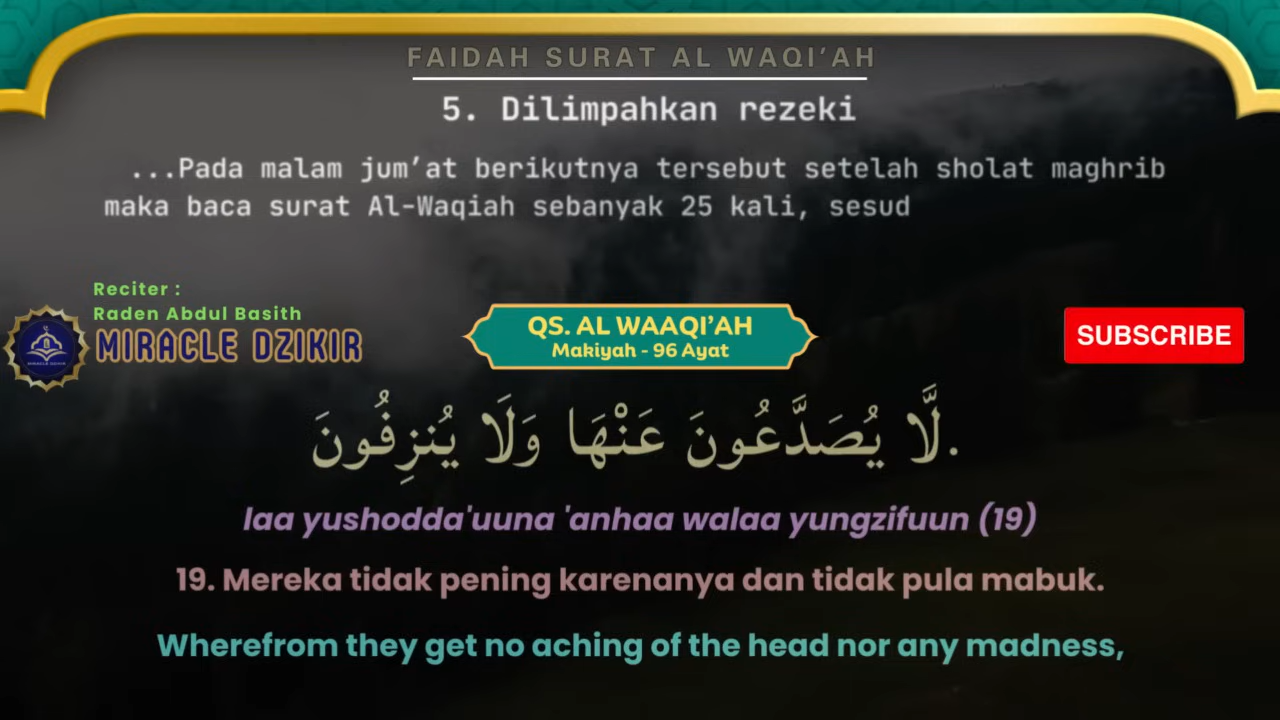 FAIDAH SURAT AL WAQI’AH
5. Dilimpahkan rezeki
...Pada malam jum’at berikutnya tersebut setelah sholat maghrib
maka baca surat Al-Waqiah sebanyak 25 kali, sesud
Reciter :
Raden Abdul Basith
MIRACLE DZIKIR
MIRACLE DZIKIR
QS. AL WAAQI’AH
Makiyah - 96 Ayat
SUBSCRIBE
لَّا يُصَدَّعُونَ عَنْهَا وَلَا يُنزِفُونَ.
laa yushodda'uuna 'anhaa walaa yungzifuun (19)
19. Mereka tidak pening karenanya dan tidak pula mabuk.
Wherefrom they get no aching of the head nor any madness,